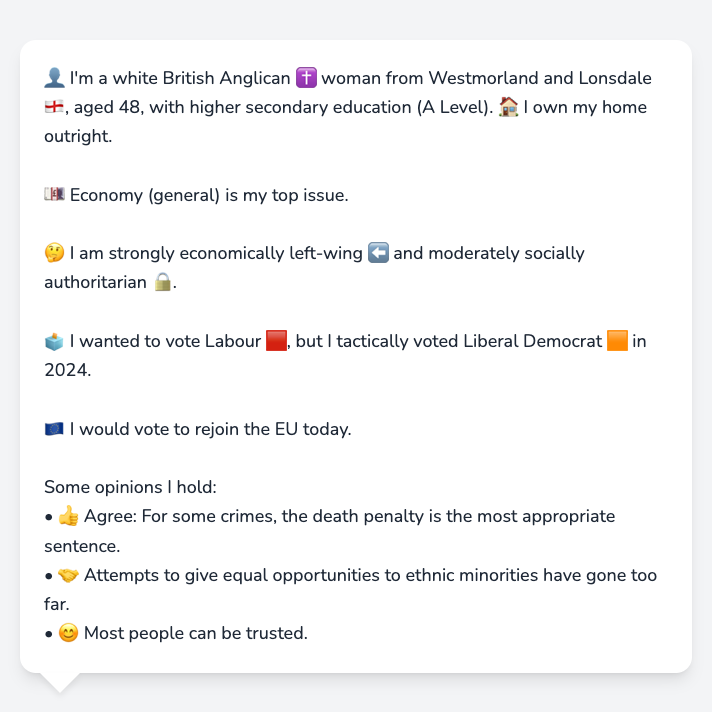 👤 I'm a white British Anglican ✝️ woman from Westmorland and Lonsdale
🏴󠁧󠁢󠁥󠁮󠁧󠁿, aged 48, with higher secondary education (A Level). 🏠 I own my home
outright.
💷 Economy (general) is my top issue.
🤔 I am strongly economically left-wing ⬅️ and moderately socially
authoritarian 🔒.
🗳️ I wanted to vote Labour 🟥, but I tactically voted Liberal Democrat 🟧 in
2024.
🇪🇺 I would vote to rejoin the EU today.
Some opinions I hold:
• 👍 Agree: For some crimes, the death penalty is the most appropriate
sentence.
• 🤝 Attempts to give equal opportunities to ethnic minorities have gone too
far.
• 😊 Most people can be trusted.